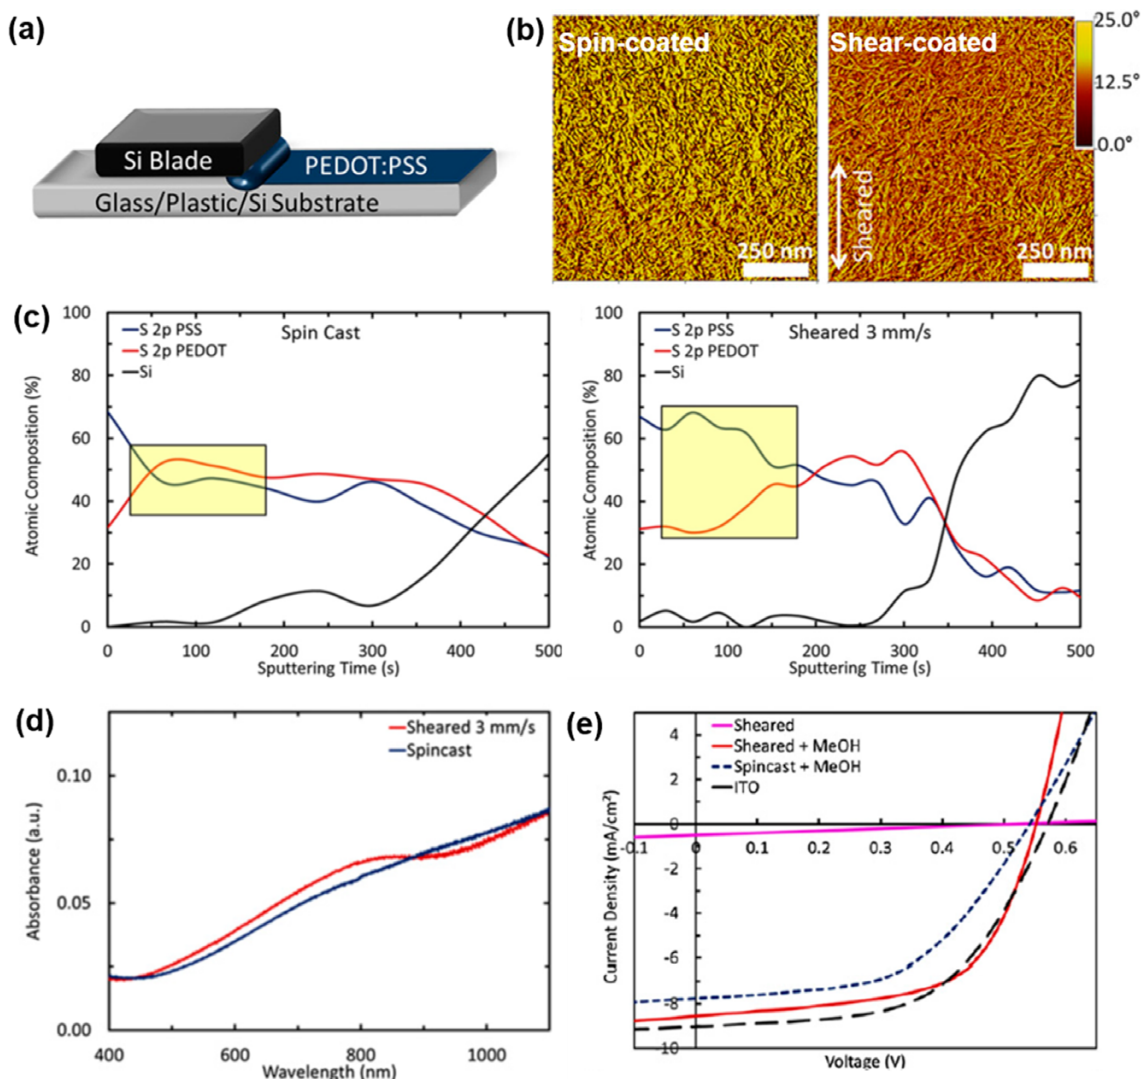 (a)
Si Blade
PEDOT:PSS
Glass/Plastic/Si Substrate
(b)
Spin-coated
Shear-coated
Sheared
250 nm
250 nm
25.0°
12.5°
0.0°
(c)
Atomic Composition (%)
100
80
60
40
20
0
S 2p PSS
S 2p PEDOT
Si
Spin Cast
0 100 200 300 400 500
Sputtering Time (s)
Atomic Composition (%)
100
80
60
40
20
0
S 2p PSS
S 2p PEDOT
Si
Sheared 3 mm/s
0 100 200 300 400 500
Sputtering Time (s)
(d)
Absorbance (a.u.)
0.10
0.05
0.00
Sheared 3 mm/s
Spincast
400 600 800 1000
Wavelength (nm)
(e)
Current Density (mA/cm²)
4
2
0
-2
-4
-6
-8
-10
Sheared
Sheared + MeOH
Spincast + MeOH
ITO
-0.1 0 0.1 0.2 0.3 0.4 0.5 0.6
Voltage (V)